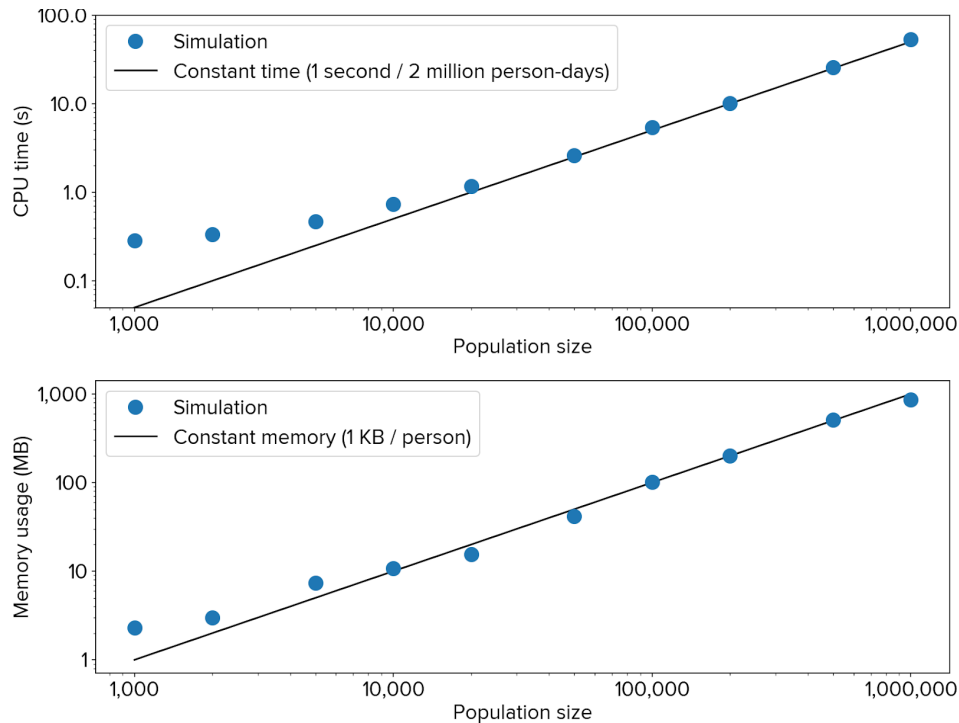 100.0
10.0
1.0
0.1
CPU time (s)
Simulation
Constant time (1 second / 2 million person-days)
1,000
10,000
100,000
1,000,000
Population size
1,000
100
10
1
Memory usage (MB)
Simulation
Constant memory (1 KB / person)
1,000
10,000
100,000
1,000,000
Population size